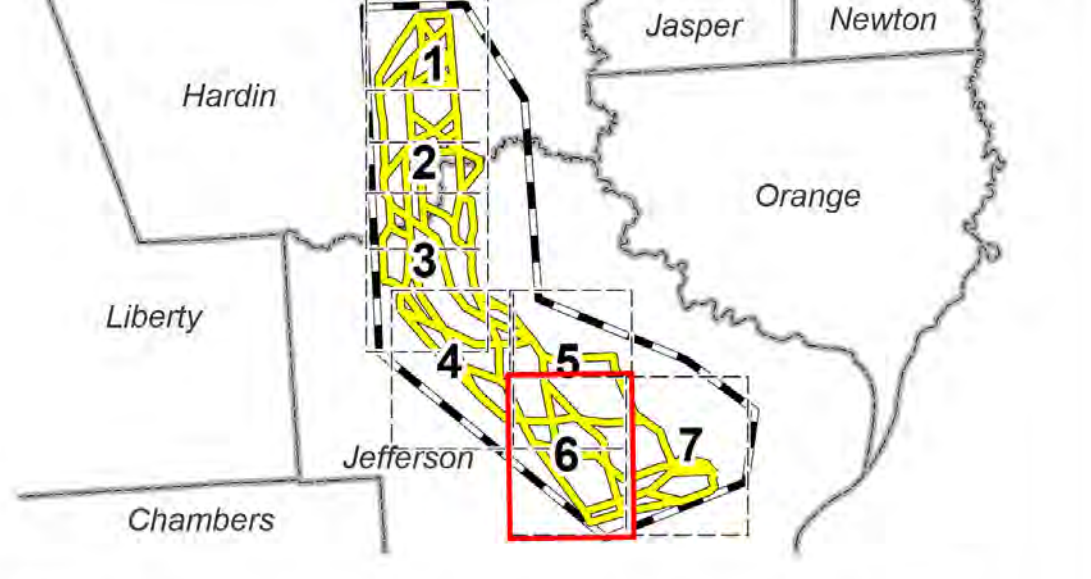 Jasper
Newton
1
Hardin
2
Orange
3
Liberty
4
5
6
7
Jefferson
Chambers